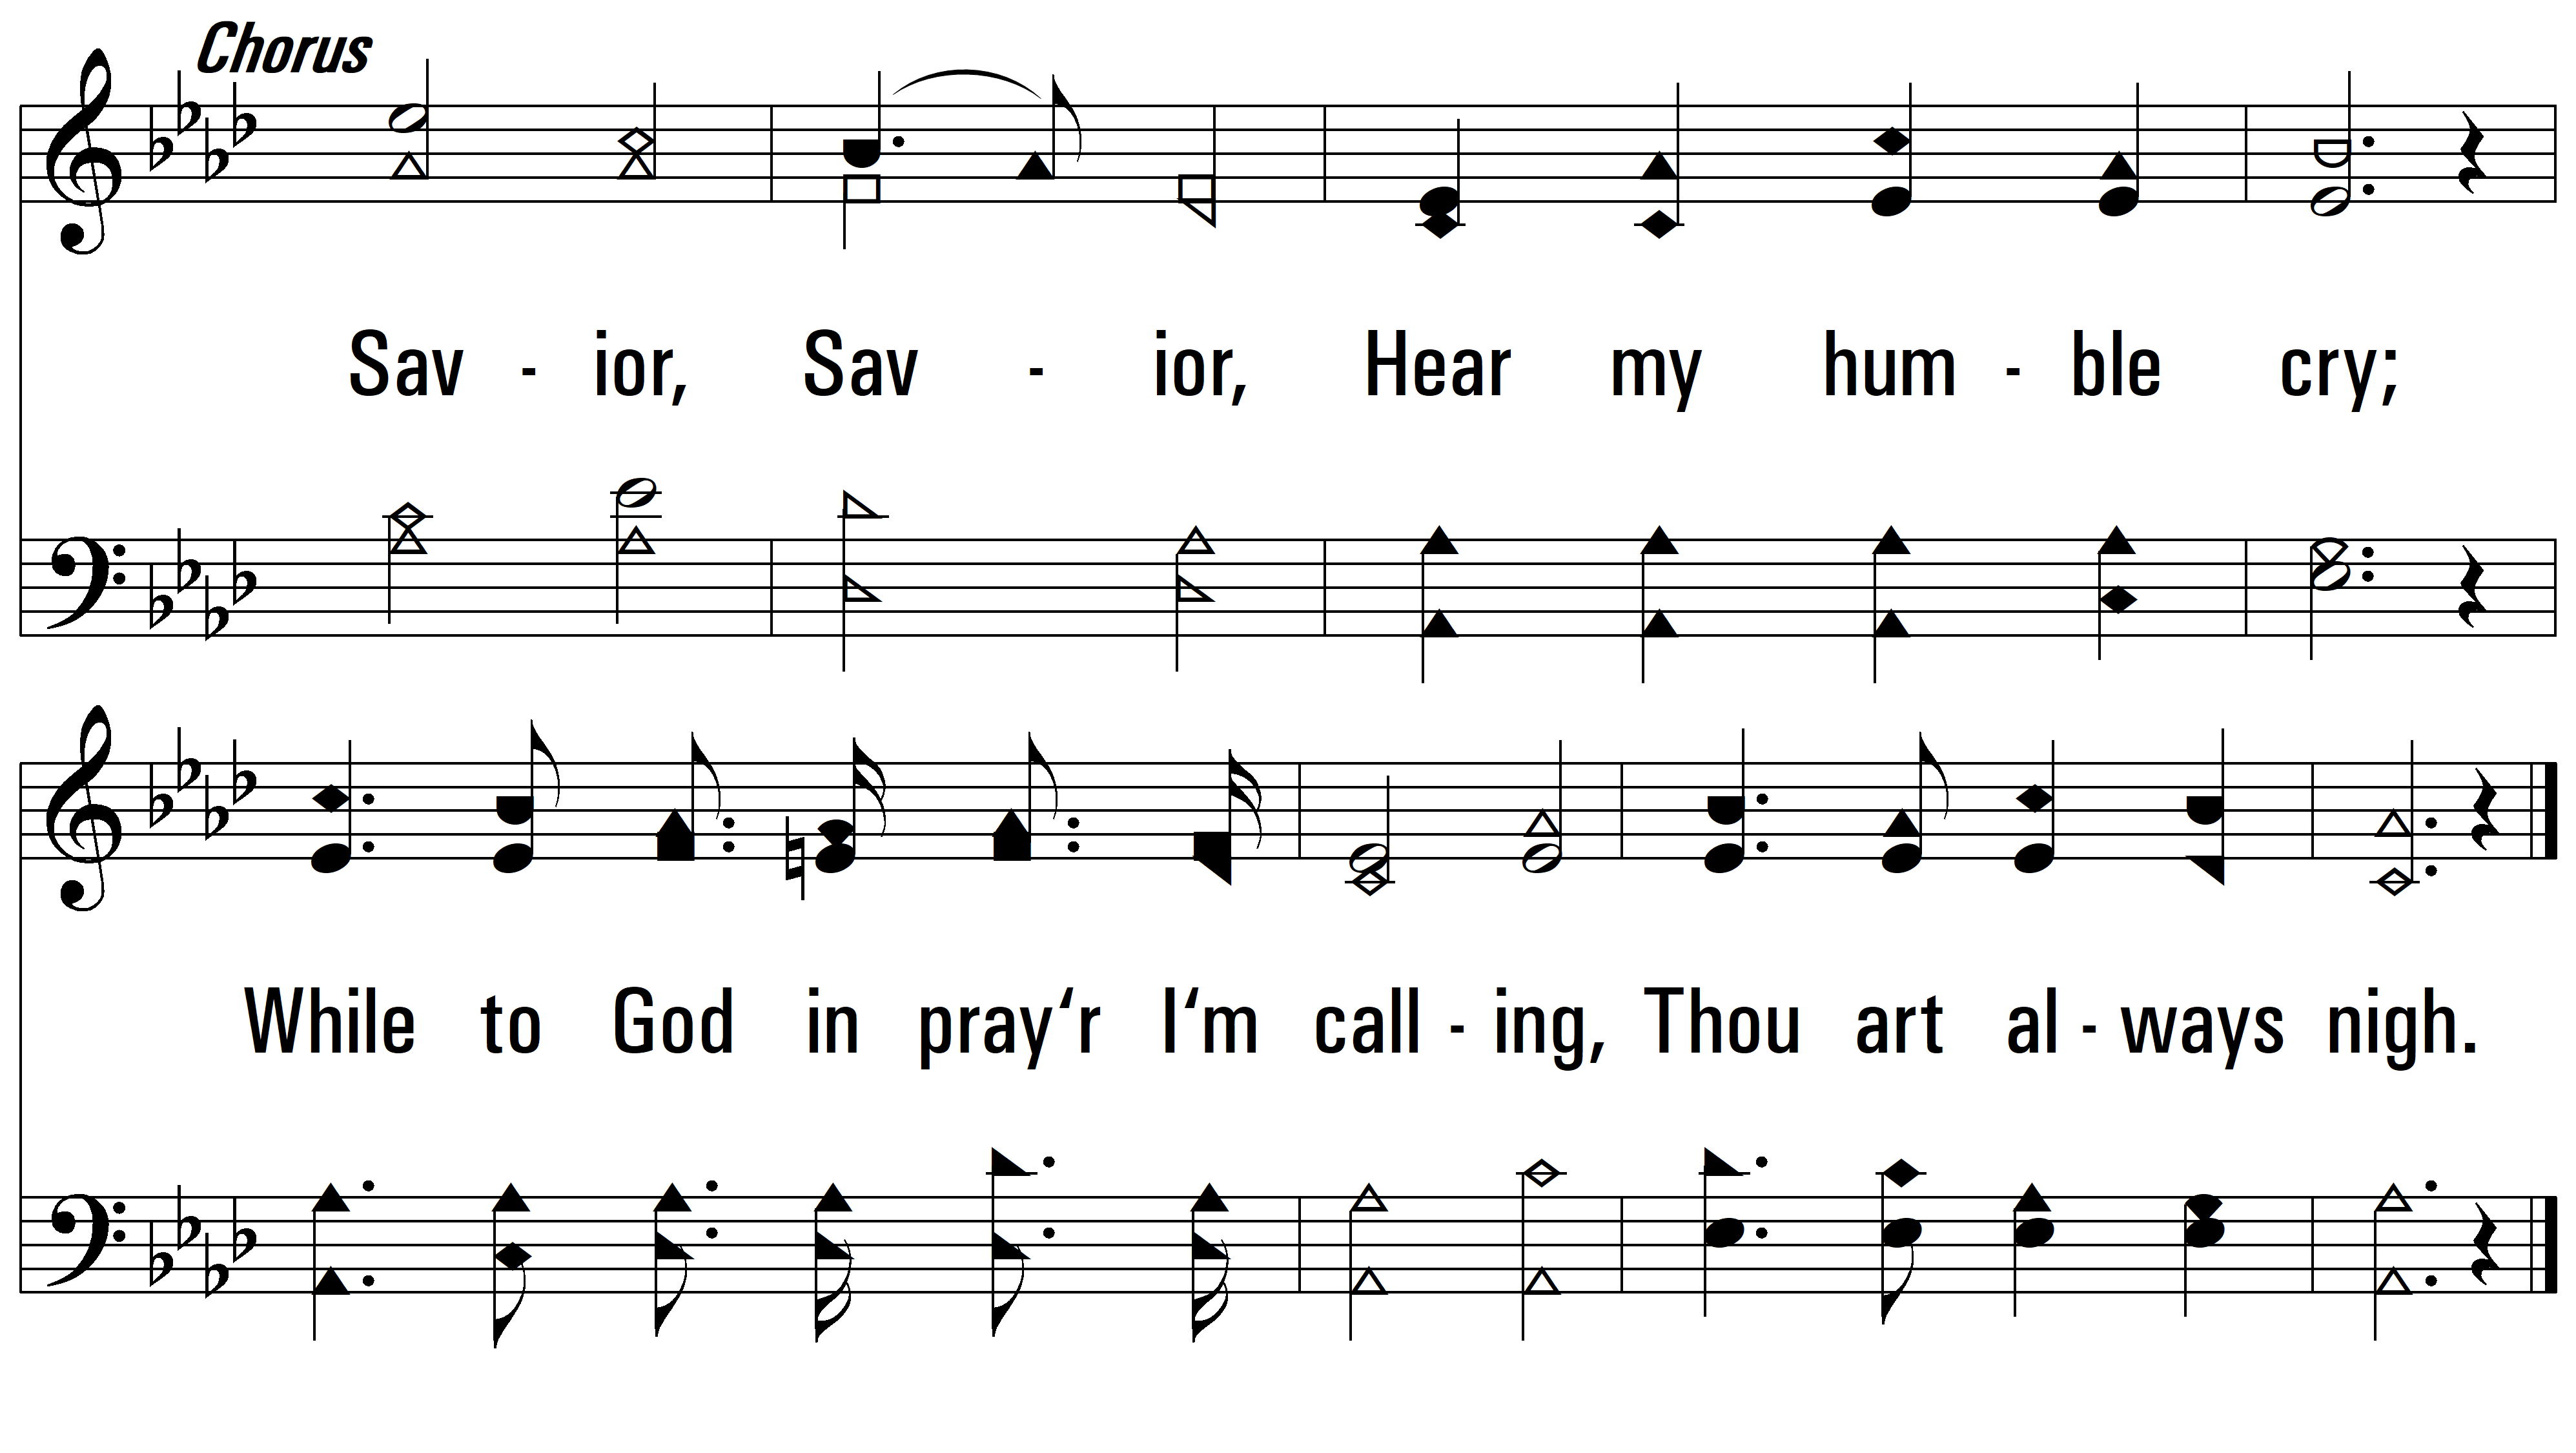 Chorus
Sav - ior, Sav - ior, Hear my hum - ble cry;
While to God in pray‘r I‘m call - ing, Thou art al - ways nigh.